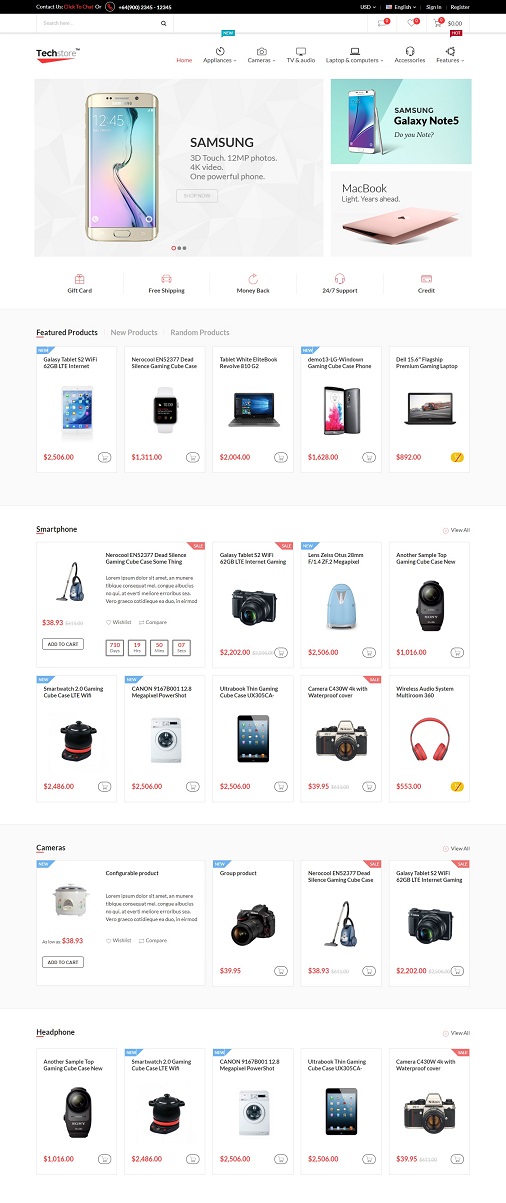 Contact Us: Click To Chat Or +64(900) 2345 - 12345
USD English Sign In Register
Search here ...
0 0 0 $0.00
NEW HOT
Techstore™
Home Appliances Cameras TV & audio Laptop & computers Accessories Features
SAMSUNG
3D Touch. 12MP photos.
4K video.
One powerful phone.
SHOP NOW
SAMSUNG
Galaxy Note5
Do you Note?
MacBook
Light. Years ahead.
Gift Card Free Shipping Money Back 24/7 Support Credit
Featured Products New Products Random Products
NEW
Galasy Tablet S2 WiFi
62GB LTE Internet
$2,506.00
Nerocool EN52377 Dead
Silence Gaming Cube Case
$1,311.00
Tablet White EliteBook
Revolve 810 G2
$2,004.00
NEW
demo13-LG-Windown
Gaming Cube Case Phone
$1,628.00
Dell 15.6" Flagship
Premium Gaming Laptop
$892.00
Smartphone
View All
SALE
Nerocool EN52377 Dead Silence
Gaming Cube Case Some Thing
Lorem ipsum dolor sit amet, an munere
tibique consequat mel, congue albucius
no qui, at everti meliore erroribus sea.
Vero graeco cotidieque ea duo, in eirmod
$38.93
Wishlist Compare
ADD TO CART
710 19 50 07
Days Hrs Mins Secs
SALE
Galaxy Tablet S2 WiFi
62GB LTE Internet Gaming
$2,202.00
NEW
Lens Zeiss Otus 28mm
F/1.4 ZF.2 Megapixel
$2,506.00
Another Sample Top
Gaming Cube Case New
$1,016.00
Smartwatch 2.0 Gaming
Cube Case LTE Wifi
$2,486.00
NEW
CANON 9167B001 12.8
Megapixel PowerShot
$2,506.00
Ultrabook Thin Gaming
Cube Case UX305CA-
$2,506.00
SALE
Camera C430W 4k with
Waterproof cover
$39.95
Wireless Audio System
Multiroom 360
$553.00
Cameras
View All
NEW
Configurable product
Lorem ipsum dolor sit amet, an munere
tibique consequat mel, congue albucius
no qui, at everti meliore erroribus sea.
Vero graeco cotidieque ea duo, in eirmod
As low as $38.93
Wishlist Compare
ADD TO CART
NEW
Group product
$39.95
SALE
Nerocool EN52377 Dead
Silence Gaming Cube Case
$38.93
SALE
Galaxy Tablet S2 WiFi
62GB LTE Internet Gaming
$2,202.00
Headphone
View All
Another Sample Top
Gaming Cube Case New
SONY
$1,016.00
NEW
Smartwatch 2.0 Gaming
Cube Case LTE Wifi
$2,486.00
NEW
CANON 9167B001 12.8
Megapixel PowerShot
$2,506.00
Ultrabook Thin Gaming
Cube Case UX305CA-
$2,506.00
SALE
Camera C430W 4k with
Waterproof cover
$39.95